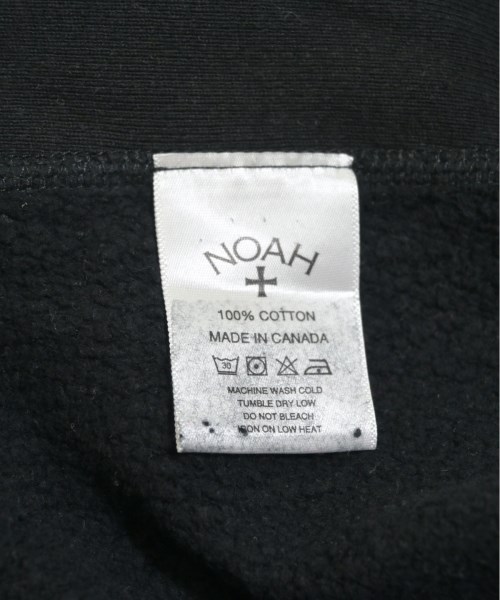 NOAH
100% COTTON
MADE IN CANADA
30
MACHINE WASH COLD
TUMBLE DRY LOW
DO NOT BLEACH
IRON ON LOW HEAT